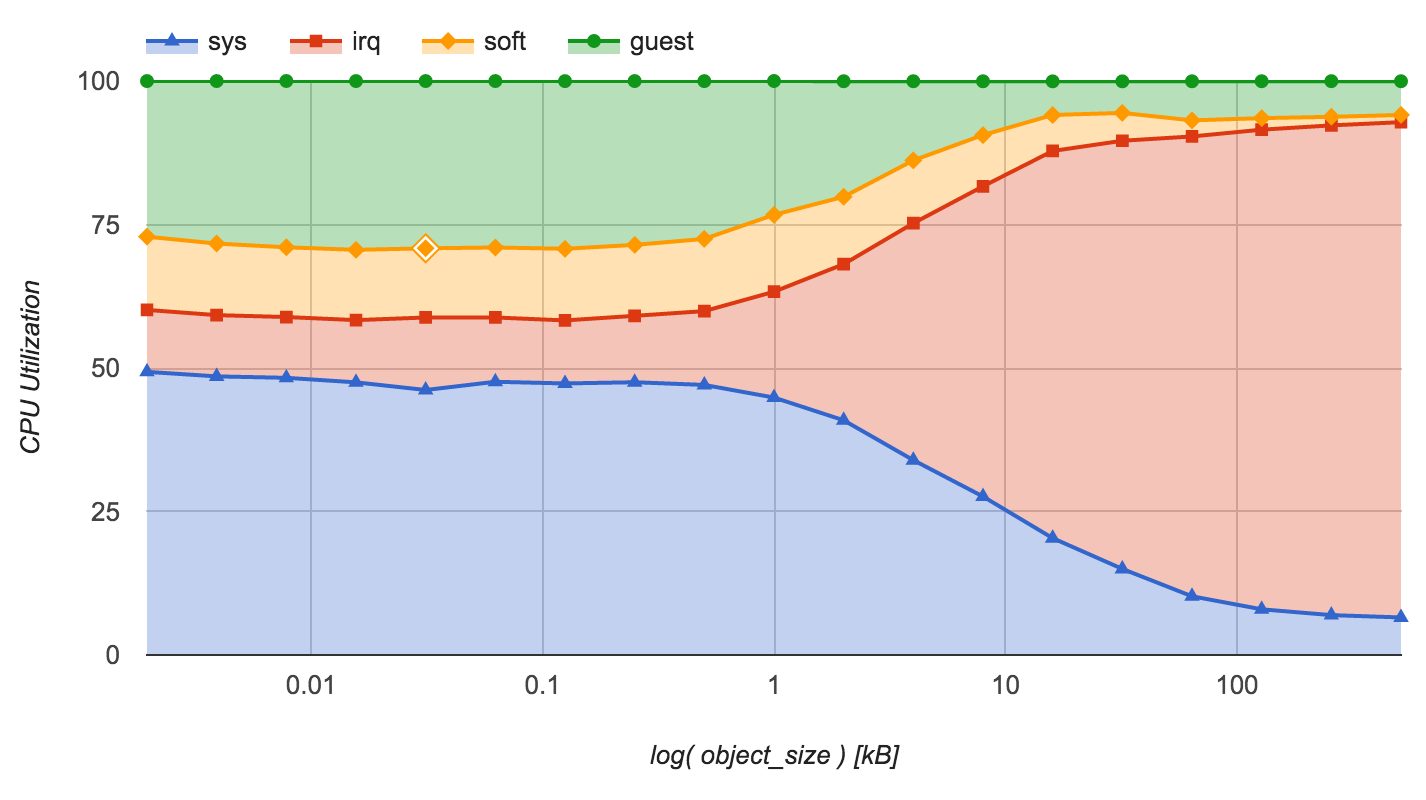 sys irq soft guest
100
75
50
25
0
CPU Utilization
0.01 0.1 1 10 100
log( object_size ) [kB]